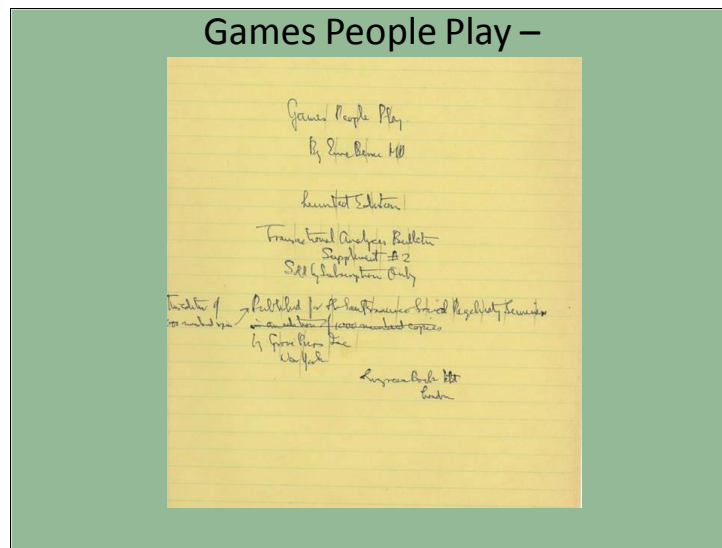 Games People Play –
Games People Play
By Eric Berne MD
Limited Edition
Transactional Analysis Bulletin
Supplement #2
Sold by Subscription Only
Published for the San Francisco Social Psychiatry Seminars
in an edition of 1000 numbered copies
by Grove Press Inc
New York
London